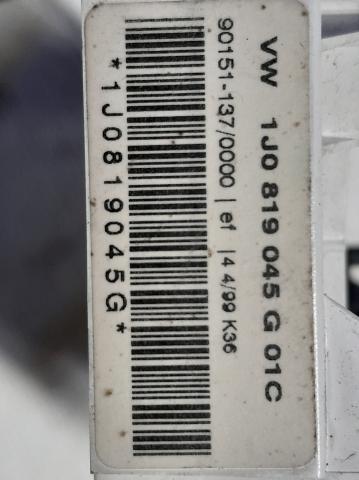 VW 1J0 819 045 G 01C
90151-137/0000 | ef |4 4/99 K36
*1J0819045G*